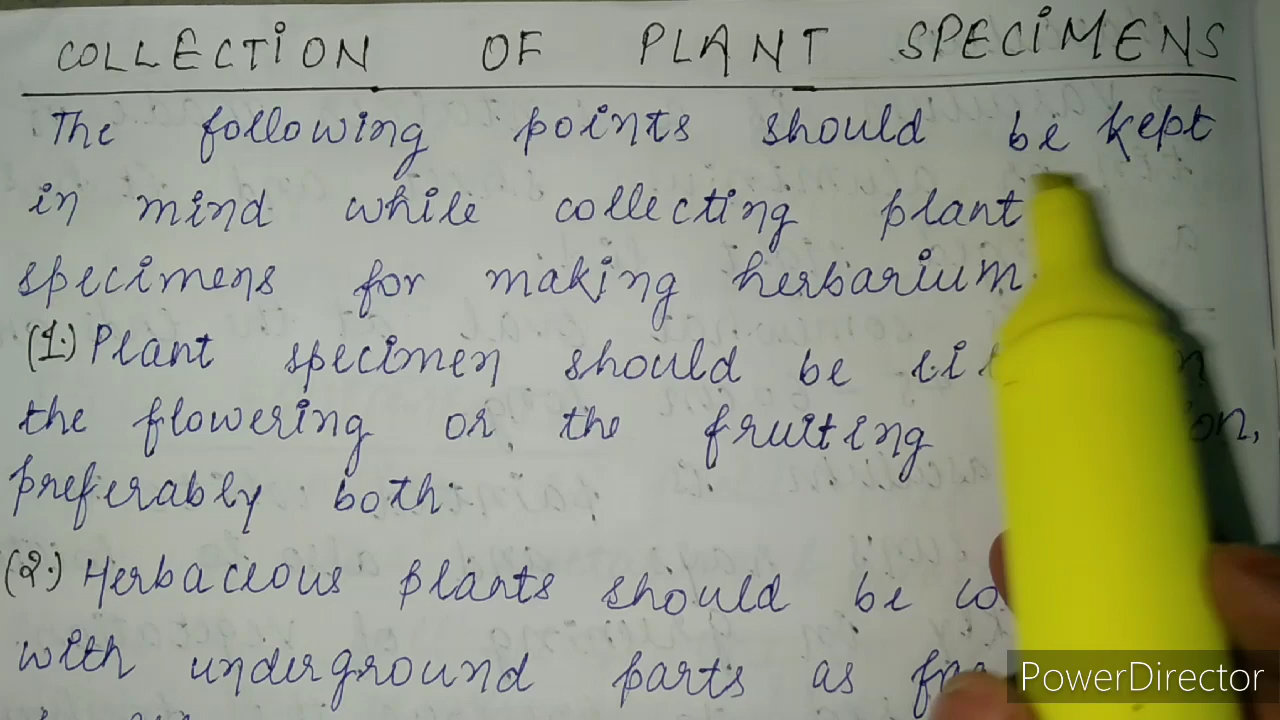 COLLECTION OF PLANT SPECIMENS
The following points should be kept
in mind while collecting plant
specimens for making herbarium
(1.) Plant specimen should be
the flowering or the fruiting
preferably both.
(2.) Herbaceous plants should be
with underground parts as
PowerDirector